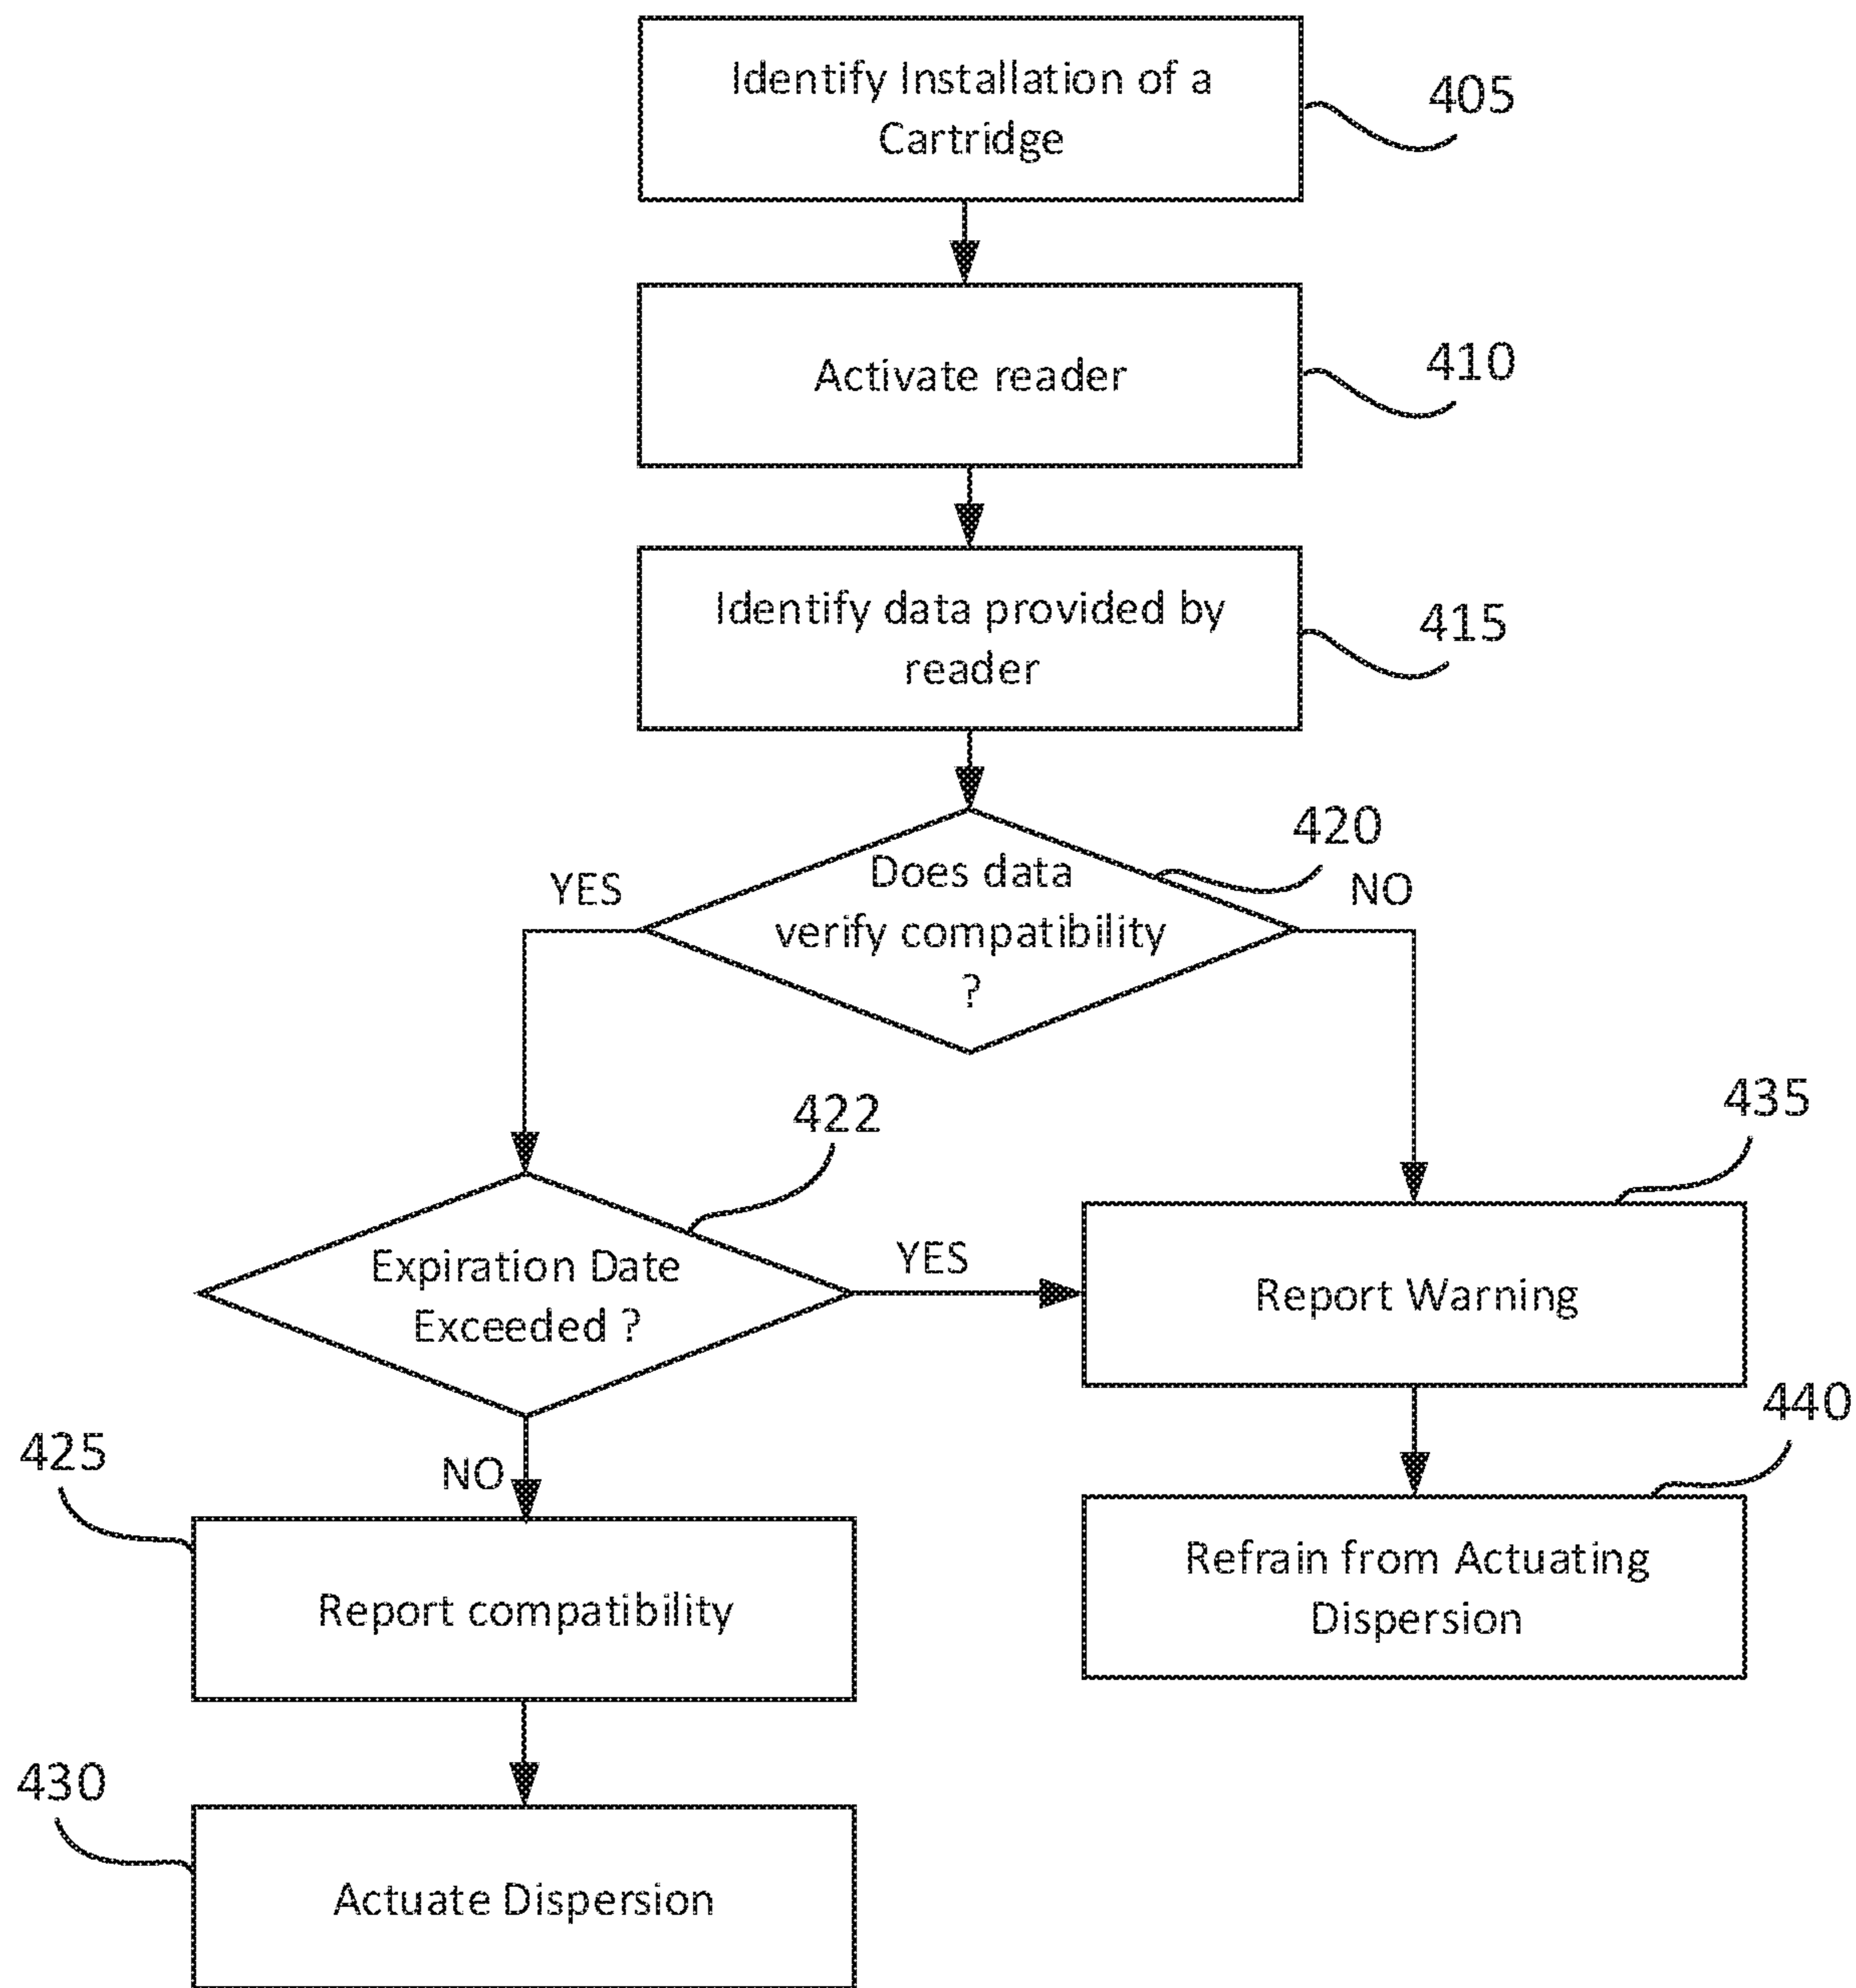 Identify Installation of a
Cartridge
405
Activate reader
410
Identify data provided by
reader
415
420
Does data
verify compatibility
?
YES
NO
422
435
Expiration Date
Exceeded ?
YES
Report Warning
NO
425
440
Report compatibility
Refrain from Actuating
Dispersion
430
Actuate Dispersion